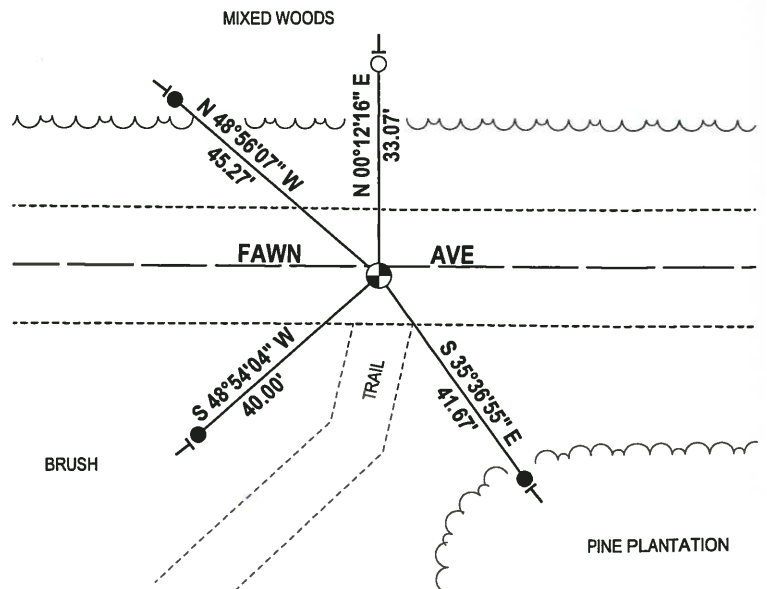 MIXED WOODS
N 48°56'07" W
45.27'
N 00°12'16" E
33.07'
FAWN AVE
S 48°54'04" W
40.00'
TRAIL
S 35°36'55" E
41.67'
BRUSH
PINE PLANTATION